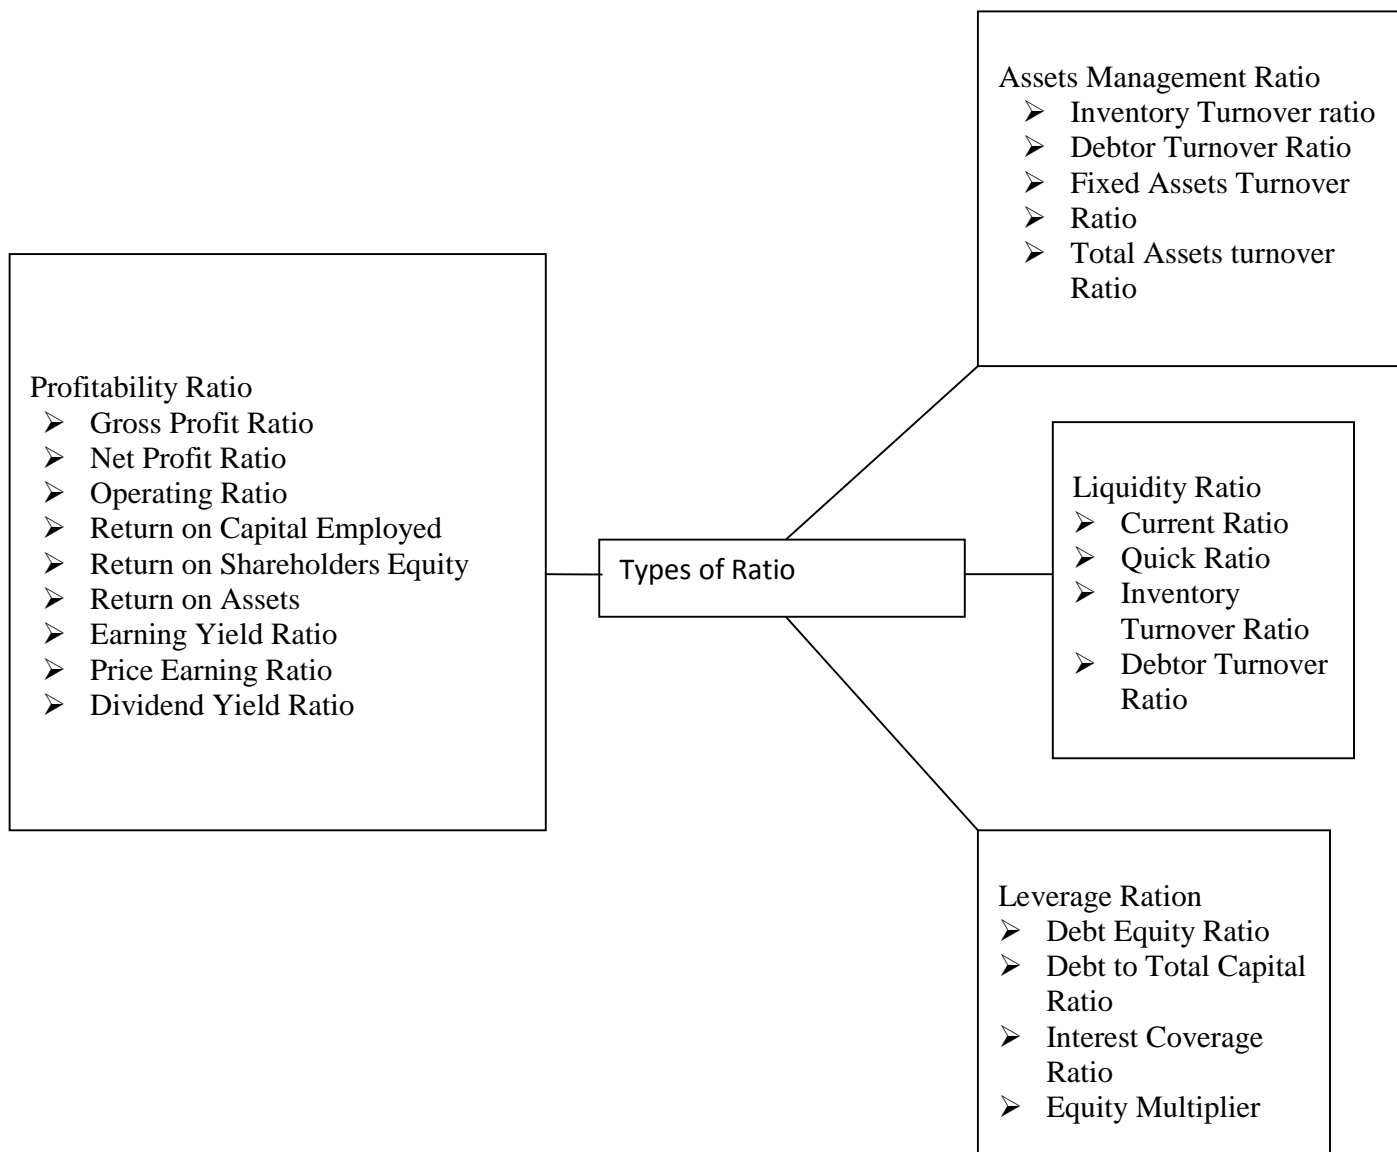 Assets Management Ratio
➢ Inventory Turnover ratio
➢ Debtor Turnover Ratio
➢ Fixed Assets Turnover
➢ Ratio
➢ Total Assets turnover
Ratio
Profitability Ratio
➢ Gross Profit Ratio
➢ Net Profit Ratio
➢ Operating Ratio
➢ Return on Capital Employed
➢ Return on Shareholders Equity
➢ Return on Assets
➢ Earning Yield Ratio
➢ Price Earning Ratio
➢ Dividend Yield Ratio
Types of Ratio
Liquidity Ratio
➢ Current Ratio
➢ Quick Ratio
➢ Inventory
Turnover Ratio
➢ Debtor Turnover
Ratio
Leverage Ration
➢ Debt Equity Ratio
➢ Debt to Total Capital
Ratio
➢ Interest Coverage
Ratio
➢ Equity Multiplier